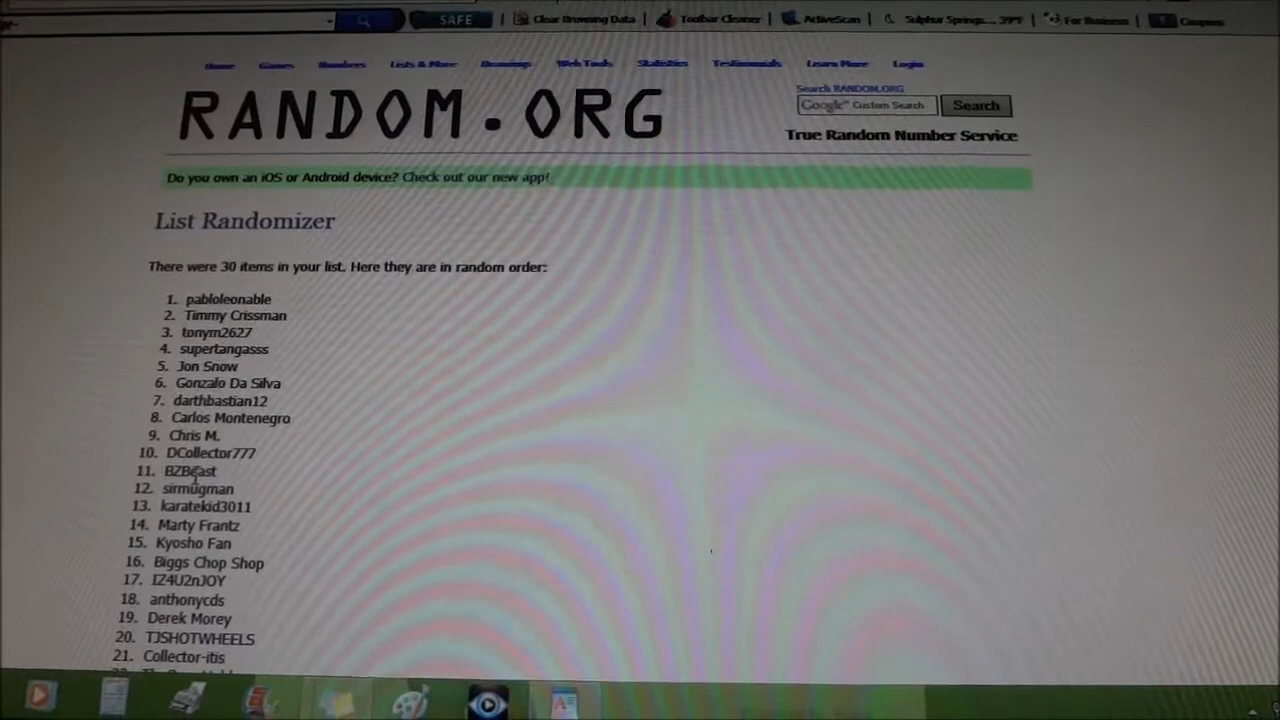 SAFE | Clear Browsing Data | Toolbar Cleaner | ActiveScan | Sulphur Springs,... 39°F | For Business | Coupons
Home Games Numbers Lists & More Drawings Web Tools Statistics Testimonials Learn More Login
RANDOM.ORG
Search RANDOM.ORG
Google™ Custom Search Search
True Random Number Service
Do you own an iOS or Android device? Check out our new app!
List Randomizer
There were 30 items in your list. Here they are in random order:
1. pabloleonable
2. Timmy Crissman
3. tonym2627
4. supertangasss
5. Jon Snow
6. Gonzalo Da Silva
7. darthbastian12
8. Carlos Montenegro
9. Chris M.
10. DCollector777
11. BZBeast
12. sirmugman
13. karatekid3011
14. Marty Frantz
15. Kyosho Fan
16. Biggs Chop Shop
17. IZ4U2nJOY
18. anthonycds
19. Derek Morey
20. TJSHOTWHEELS
21. Collector-itis